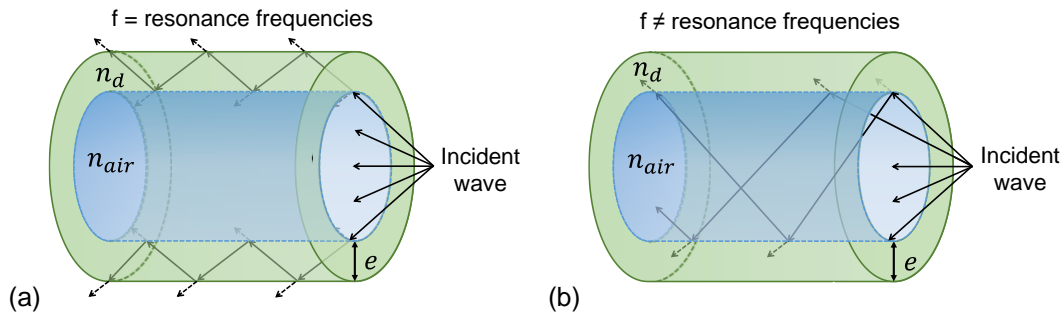 f = resonance frequencies
n_d
n_air
Incident
wave
e
(a)
f ≠ resonance frequencies
n_d
n_air
Incident
wave
e
(b)